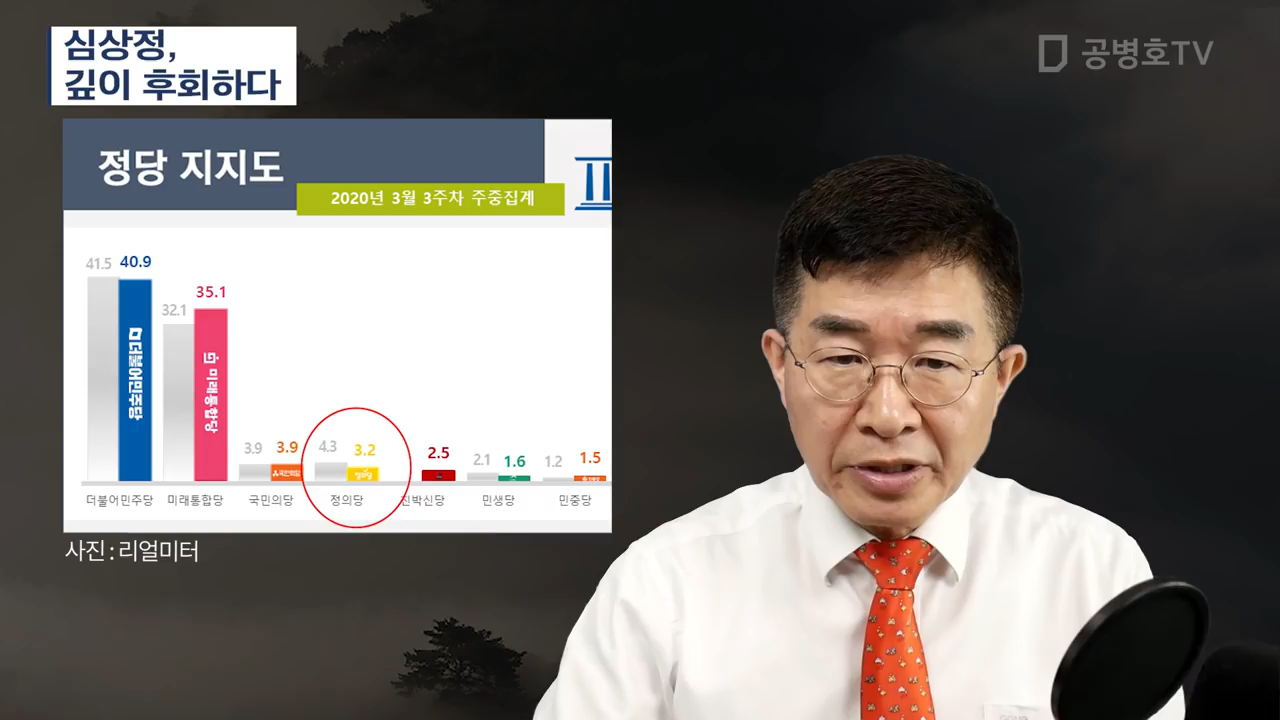 심상정,
깊이 후회하다
공병호TV
정당 지지도
2020년 3월 3주차 주중집계
41.5 40.9
32.1 35.1
3.9 3.9
4.3 3.2
2.5
2.1 1.6
1.2 1.5
더불어민주당
미래통합당
국민의당
더불어민주당 미래통합당 국민의당 정의당 친박신당 민생당 민중당
사진 : 리얼미터